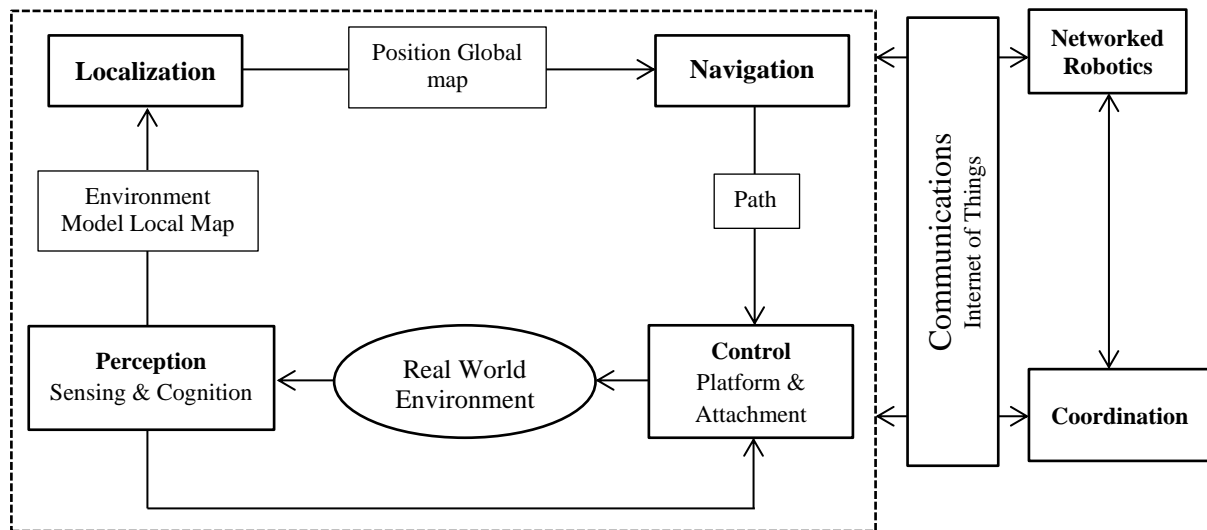 Localization
Position Global
map
Navigation
Networked
Robotics
Communications
Internet of Things
Environment
Model Local Map
Path
Perception
Sensing & Cognition
Real World
Environment
Control
Platform &
Attachment
Coordination